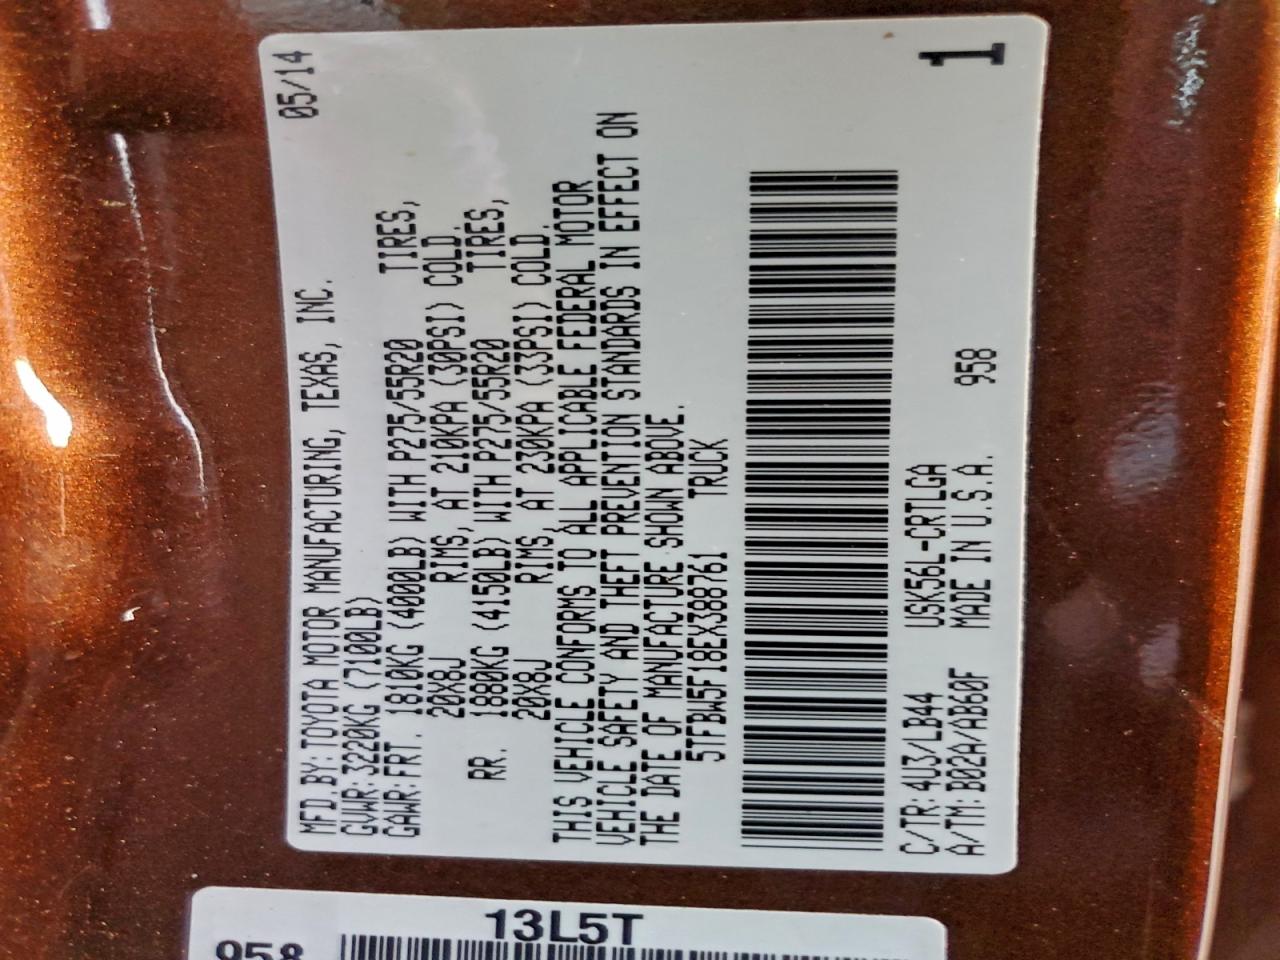 MFD.BY:TOYOTA MOTOR MANUFACTURING, TEXAS, INC. 05/14
GVWR:3220KG (7100LB)
GAWR:FRT. 1810KG (4000LB) WITH P275/55R20 TIRES,
20X8J RIMS, AT 210KPA (30PSI) COLD.
RR. 1880KG (4150LB) WITH P275/55R20 TIRES,
20X8J RIMS, AT 230KPA (33PSI) COLD.
THIS VEHICLE CONFORMS TO ALL APPLICABLE FEDERAL MOTOR
VEHICLE SAFETY AND THEFT PREVENTION STANDARDS IN EFFECT ON
THE DATE OF MANUFACTURE SHOWN ABOVE.
5TFBW5F18EX388761 TRUCK
C/TR:4U3/LB44 USK56L-CRTLGA
A/TM:B02A/AB60F MADE IN U.S.A. 958
1
13L5T
958